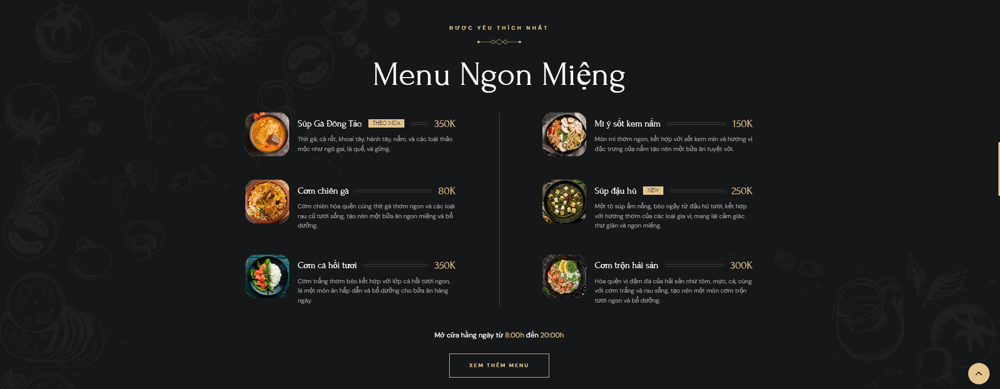 ĐƯỢC YÊU THÍCH NHẤT
Menu Ngon Miệng
Súp Gà Đông Tảo THEO MÙA 350K
Thịt gà, cà rốt, khoai tây, hành tây, nấm, và các loại thảo
mộc như ngò gai, lá quế, và gừng.
Cơm chiên gà 80K
Cơm chiên hòa quện cùng thịt gà thơm ngon và các loại
rau củ tươi sống, tạo nên một bữa ăn ngon miệng và bổ
dưỡng.
Cơm cá hồi tươi 350K
Cơm trắng thơm béo kết hợp với lớp cá hồi tươi ngon,
là một món ăn hấp dẫn và bổ dưỡng cho bữa ăn hàng
ngày.
Mì ý sốt kem nấm 150K
Món mì thơm ngon, kết hợp với sốt kem mịn và hương vị
đặc trưng của nấm tạo nên một bữa ăn tuyệt vời.
Súp đậu hũ NEW 250K
Một tô súp ấm nồng, béo ngậy từ đậu hũ tươi, kết hợp
với hương thơm của các loại gia vị, mang lại cảm giác
thư giãn và ngon miệng.
Cơm trộn hải sản 300K
Hòa quện vị đậm đà của hải sản như tôm, mực, cá, cùng
với cơm trắng và rau sống, tạo nên một món cơm trộn
tươi ngon và bổ dưỡng.
Mở cửa hằng ngày từ 8:00h đến 20:00h
XEM THÊM MENU